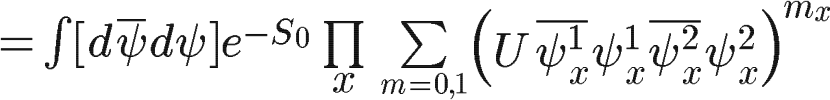 = ∫[dψ̅dψ]e^{-S_0} ∏_x ∑_{m=0,1} (U ψ̅^1_x ψ^1_x ψ̅^2_x ψ^2_x)^{m_x}